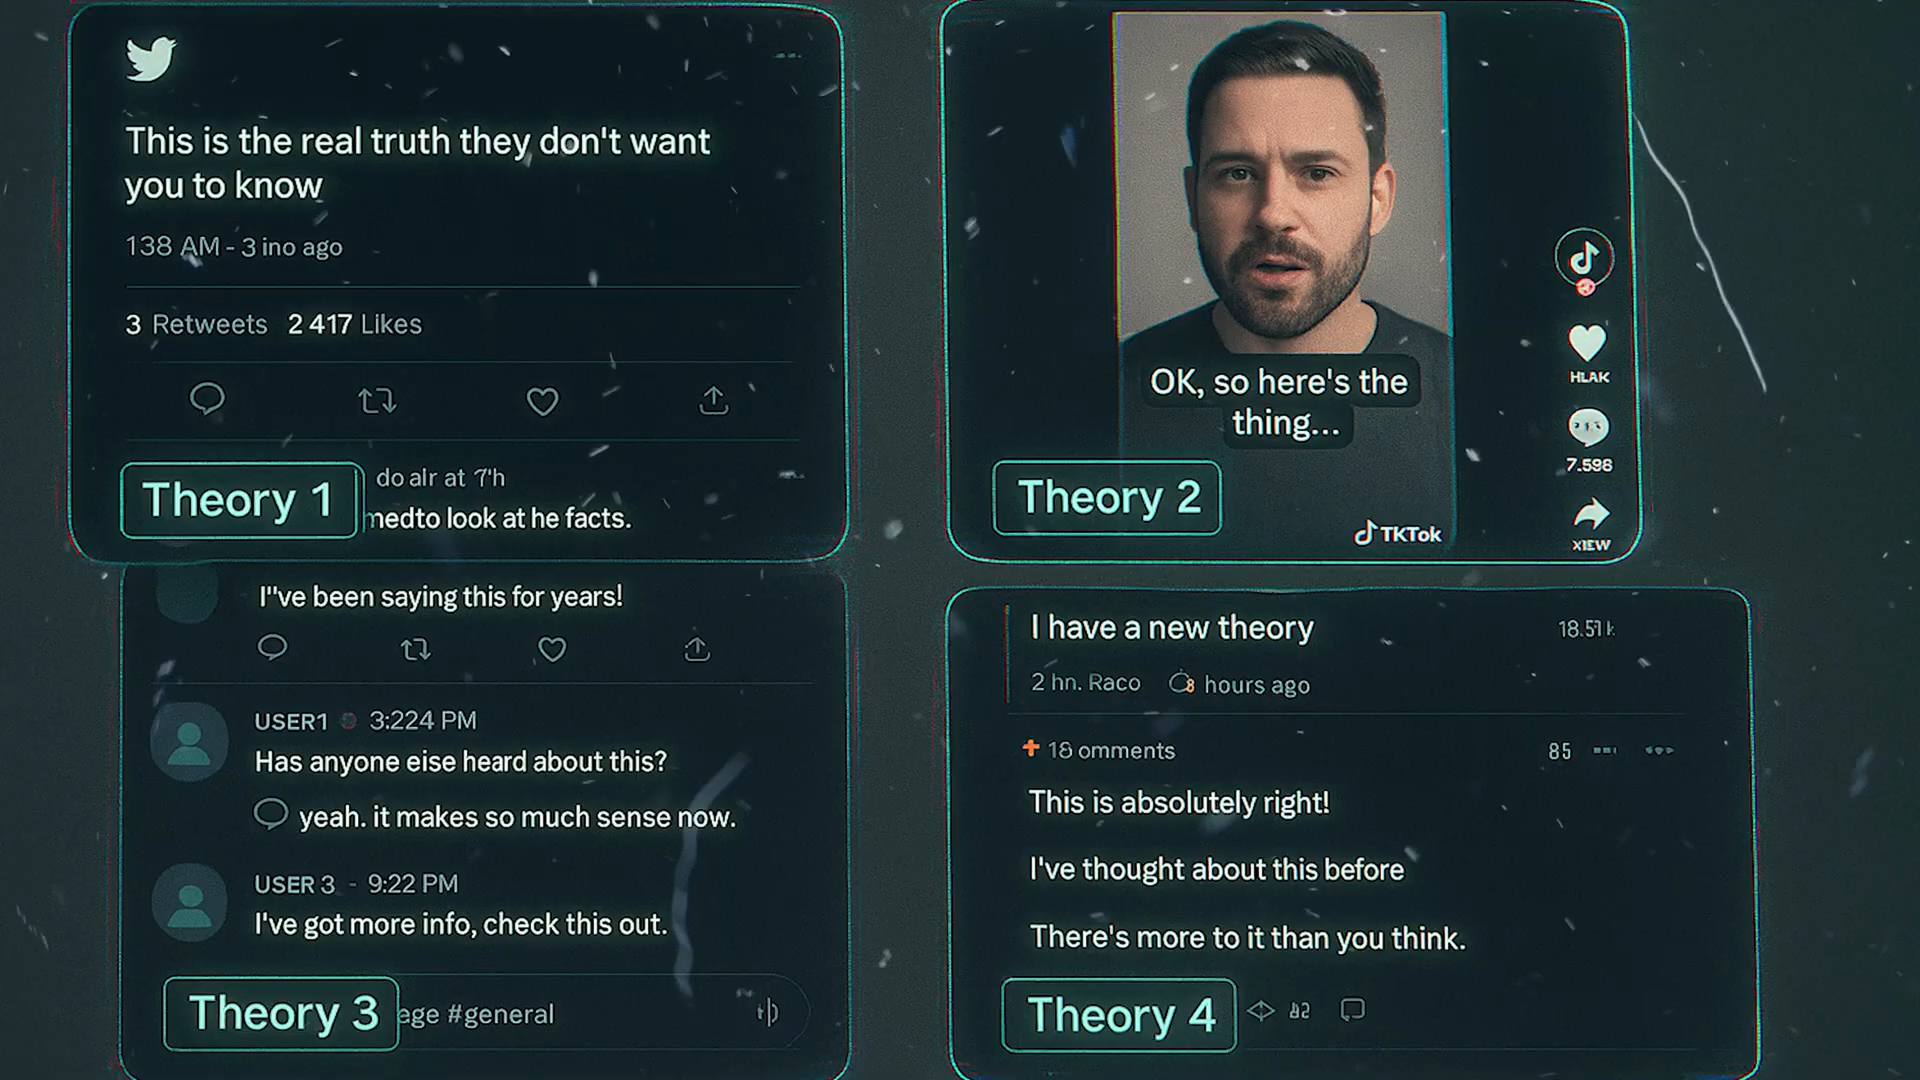 This is the real truth they don't want
you to know
138 AM - 3 ino ago
3 Retweets 2 417 Likes
do alr at 7'h
medto look at he facts.
Theory 1
OK, so here's the
thing...
HLAK
7.598
XIEW
TKTok
Theory 2
I''ve been saying this for years!
USER1 3:224 PM
Has anyone eise heard about this?
yeah. it makes so much sense now.
USER 3 - 9:22 PM
I've got more info, check this out.
Theory 3
ege #general
I have a new theory
18.51k
2 hn. Raco 8 hours ago
18 omments
85
This is absolutely right!
I've thought about this before
There's more to it than you think.
Theory 4